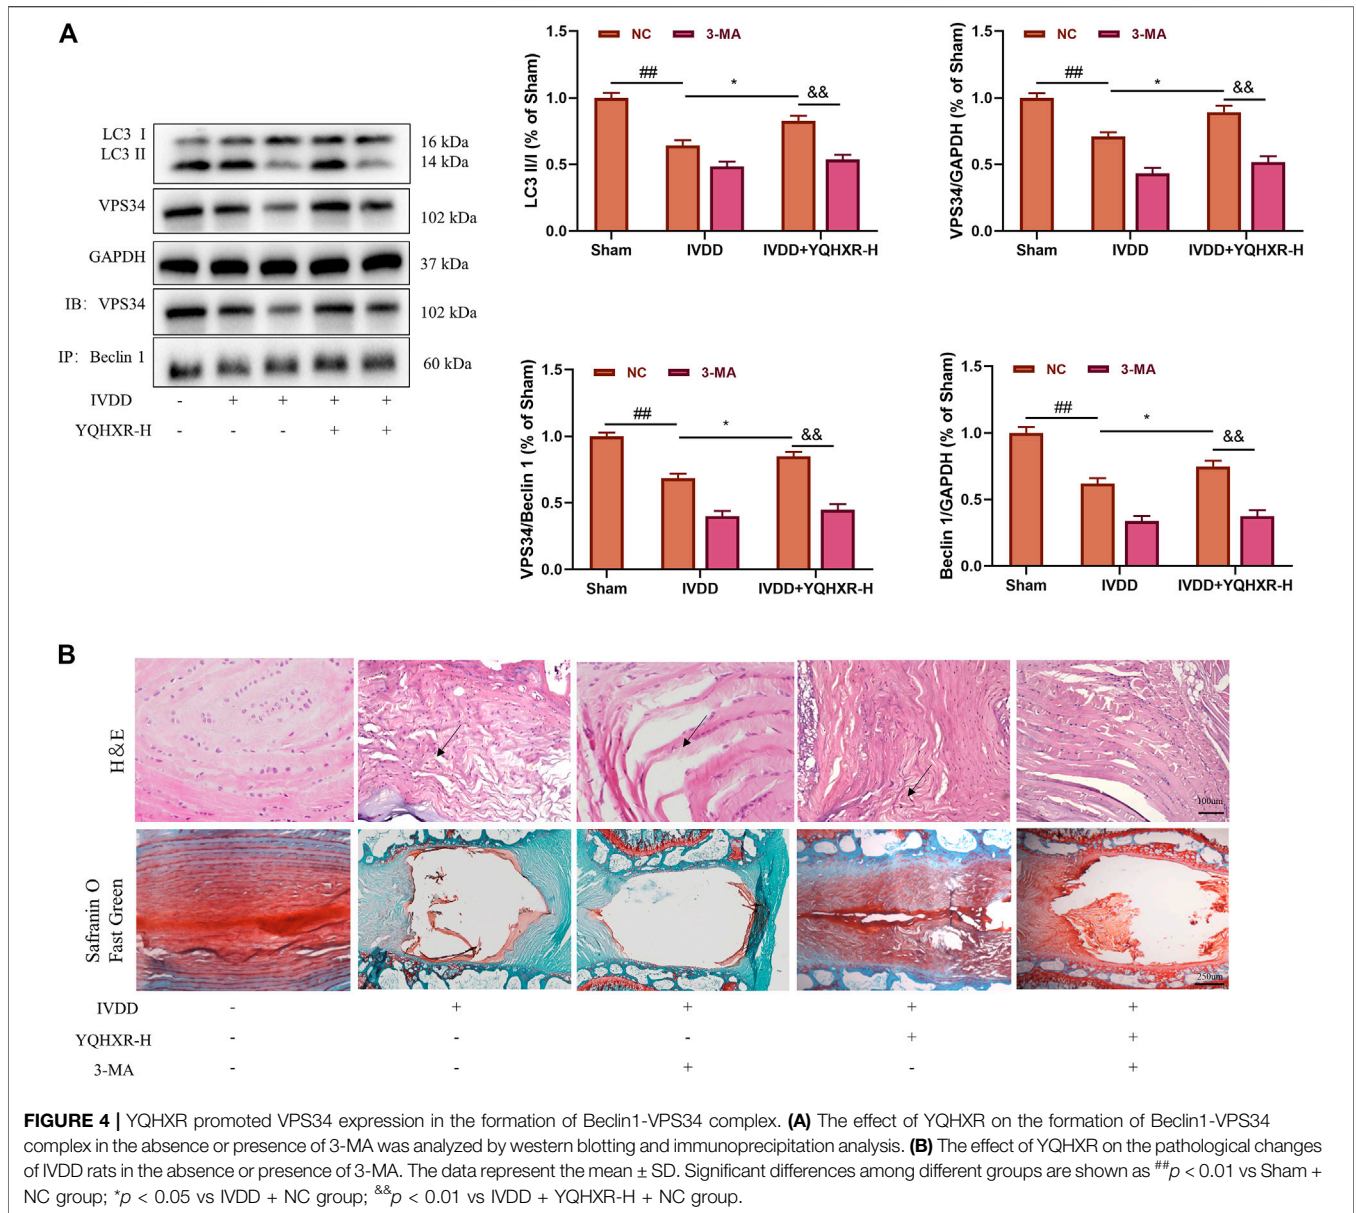 A
LC3 I
LC3 II
16 kDa
14 kDa
VPS34
102 kDa
GAPDH
37 kDa
IB: VPS34
102 kDa
IP: Beclin 1
60 kDa
IVDD - + + + +
YQHXR-H - - - + +
NC 3-MA
LC3 II/I (% of Sham)
1.5
1.0
0.5
0.0
## * &&
Sham IVDD IVDD+YQHXR-H
NC 3-MA
VPS34/GAPDH (% of Sham)
1.5
1.0
0.5
0.0
## * &&
Sham IVDD IVDD+YQHXR-H
NC 3-MA
VPS34/Beclin 1 (% of Sham)
1.5
1.0
0.5
0.0
## * &&
Sham IVDD IVDD+YQHXR-H
NC 3-MA
Beclin 1/GAPDH (% of Sham)
1.5
1.0
0.5
0.0
## * &&
Sham IVDD IVDD+YQHXR-H
B
H&E
100um
Safranin O
Fast Green
250um
IVDD - + + + +
YQHXR-H - - - + +
3-MA - - + - +
FIGURE 4 | YQHXR promoted VPS34 expression in the formation of Beclin1-VPS34 complex. (A) The effect of YQHXR on the formation of Beclin1-VPS34
complex in the absence or presence of 3-MA was analyzed by western blotting and immunoprecipitation analysis. (B) The effect of YQHXR on the pathological changes
of IVDD rats in the absence or presence of 3-MA. The data represent the mean ± SD. Significant differences among different groups are shown as ##p < 0.01 vs Sham +
NC group; *p < 0.05 vs IVDD + NC group; &&p < 0.01 vs IVDD + YQHXR-H + NC group.